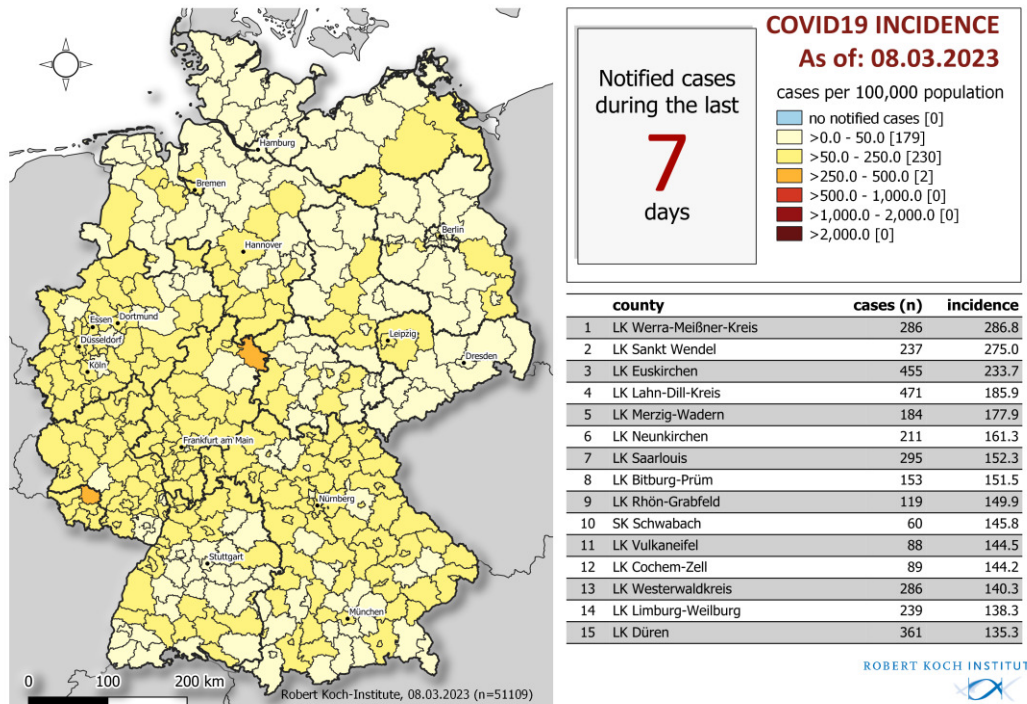 Hamburg
Bremen
Berlin
Hannover
Essen
Dortmund
Düsseldorf
Köln
Leipzig
Dresden
Frankfurt am Main
Nürnberg
Stuttgart
München
0 100 200 km
Robert Koch-Institute, 08.03.2023 (n=51109)
Notified cases
during the last
7
days
COVID19 INCIDENCE
As of: 08.03.2023
cases per 100,000 population
no notified cases [0]
>0.0 - 50.0 [179]
>50.0 - 250.0 [230]
>250.0 - 500.0 [2]
>500.0 - 1,000.0 [0]
>1,000.0 - 2,000.0 [0]
>2,000.0 [0]
county cases (n) incidence
1 LK Werra-Meißner-Kreis 286 286.8
2 LK Sankt Wendel 237 275.0
3 LK Euskirchen 455 233.7
4 LK Lahn-Dill-Kreis 471 185.9
5 LK Merzig-Wadern 184 177.9
6 LK Neunkirchen 211 161.3
7 LK Saarlouis 295 152.3
8 LK Bitburg-Prüm 153 151.5
9 LK Rhön-Grabfeld 119 149.9
10 SK Schwabach 60 145.8
11 LK Vulkaneifel 88 144.5
12 LK Cochem-Zell 89 144.2
13 LK Westerwaldkreis 286 140.3
14 LK Limburg-Weilburg 239 138.3
15 LK Düren 361 135.3
ROBERT KOCH INSTITUT